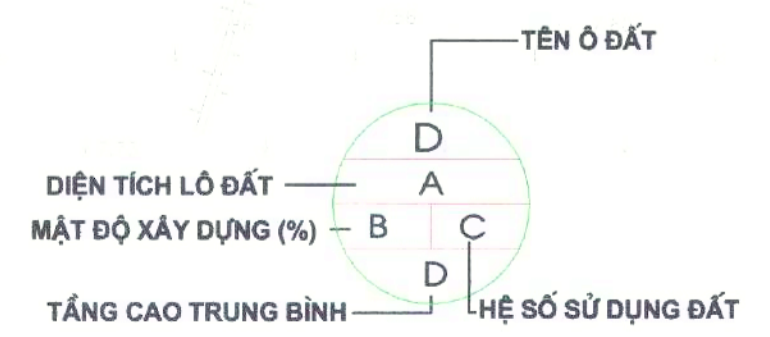 TÊN Ô ĐẤT
D
DIỆN TÍCH LÔ ĐẤT A
MẬT ĐỘ XÂY DỰNG (%) B C
D
TẦNG CAO TRUNG BÌNH HỆ SỐ SỬ DỤNG ĐẤT